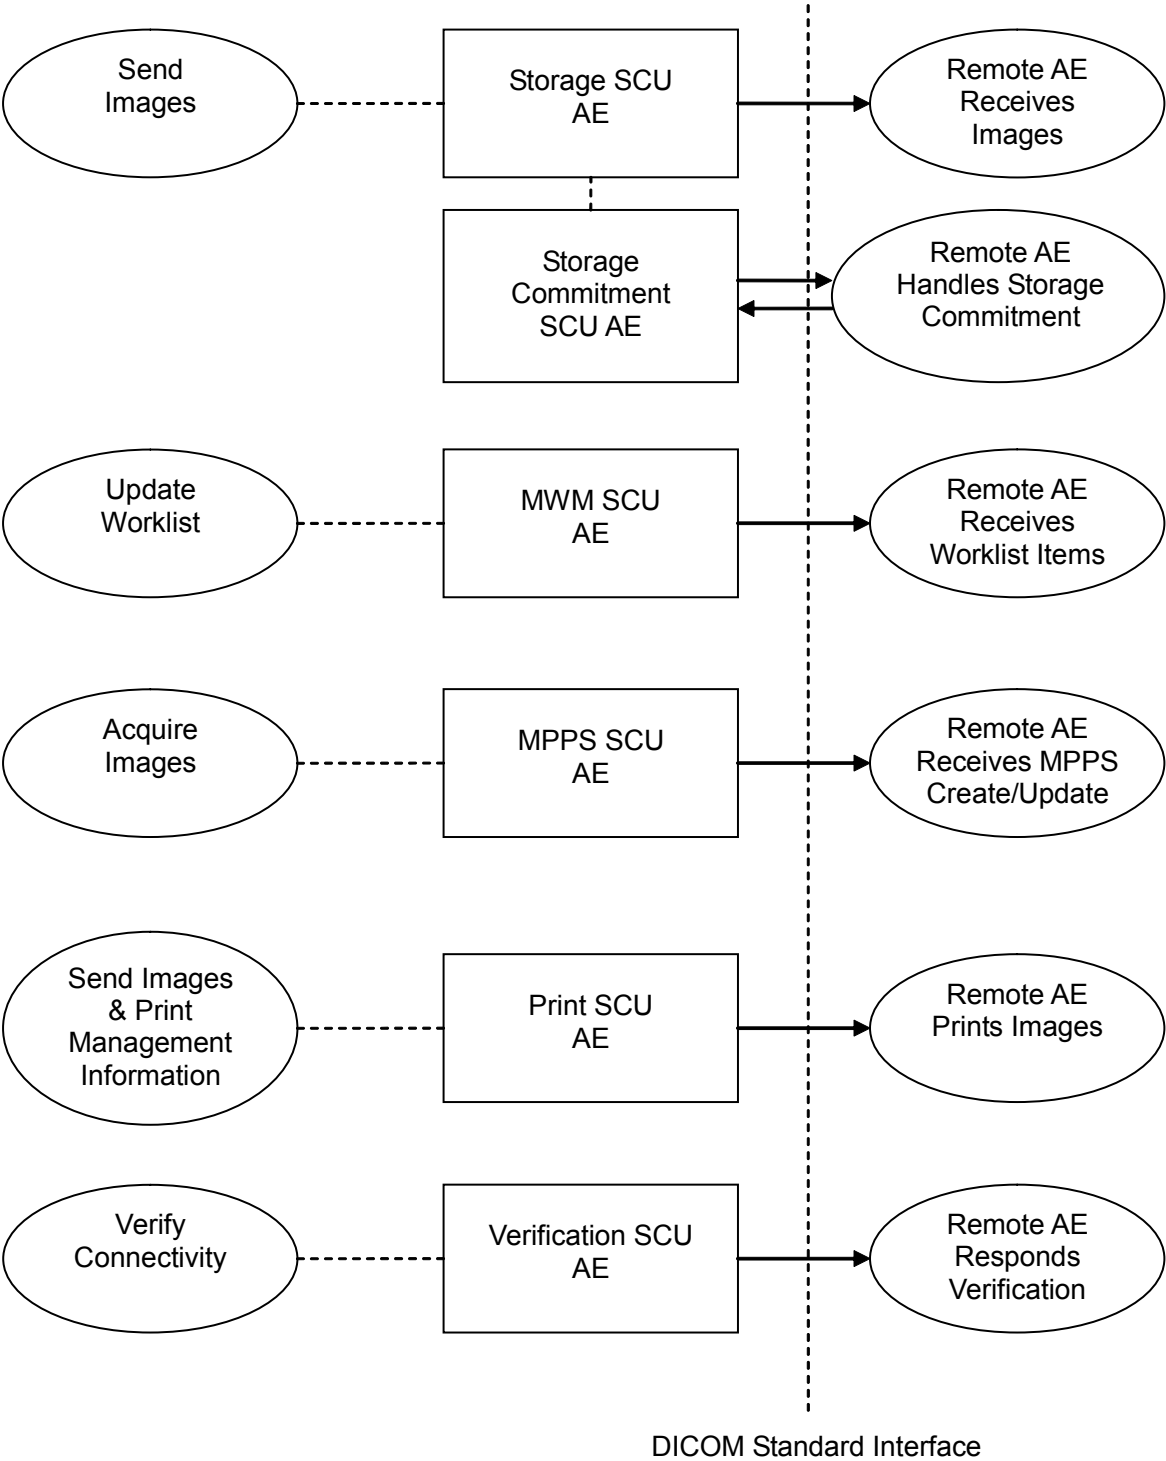 Send
Images
Storage SCU
AE
Remote AE
Receives
Images
Storage
Commitment
SCU AE
Remote AE
Handles Storage
Commitment
Update
Worklist
MWM SCU
AE
Remote AE
Receives
Worklist Items
Acquire
Images
MPPS SCU
AE
Remote AE
Receives MPPS
Create/Update
Send Images
& Print
Management
Information
Print SCU
AE
Remote AE
Prints Images
Verify
Connectivity
Verification SCU
AE
Remote AE
Responds
Verification
DICOM Standard Interface